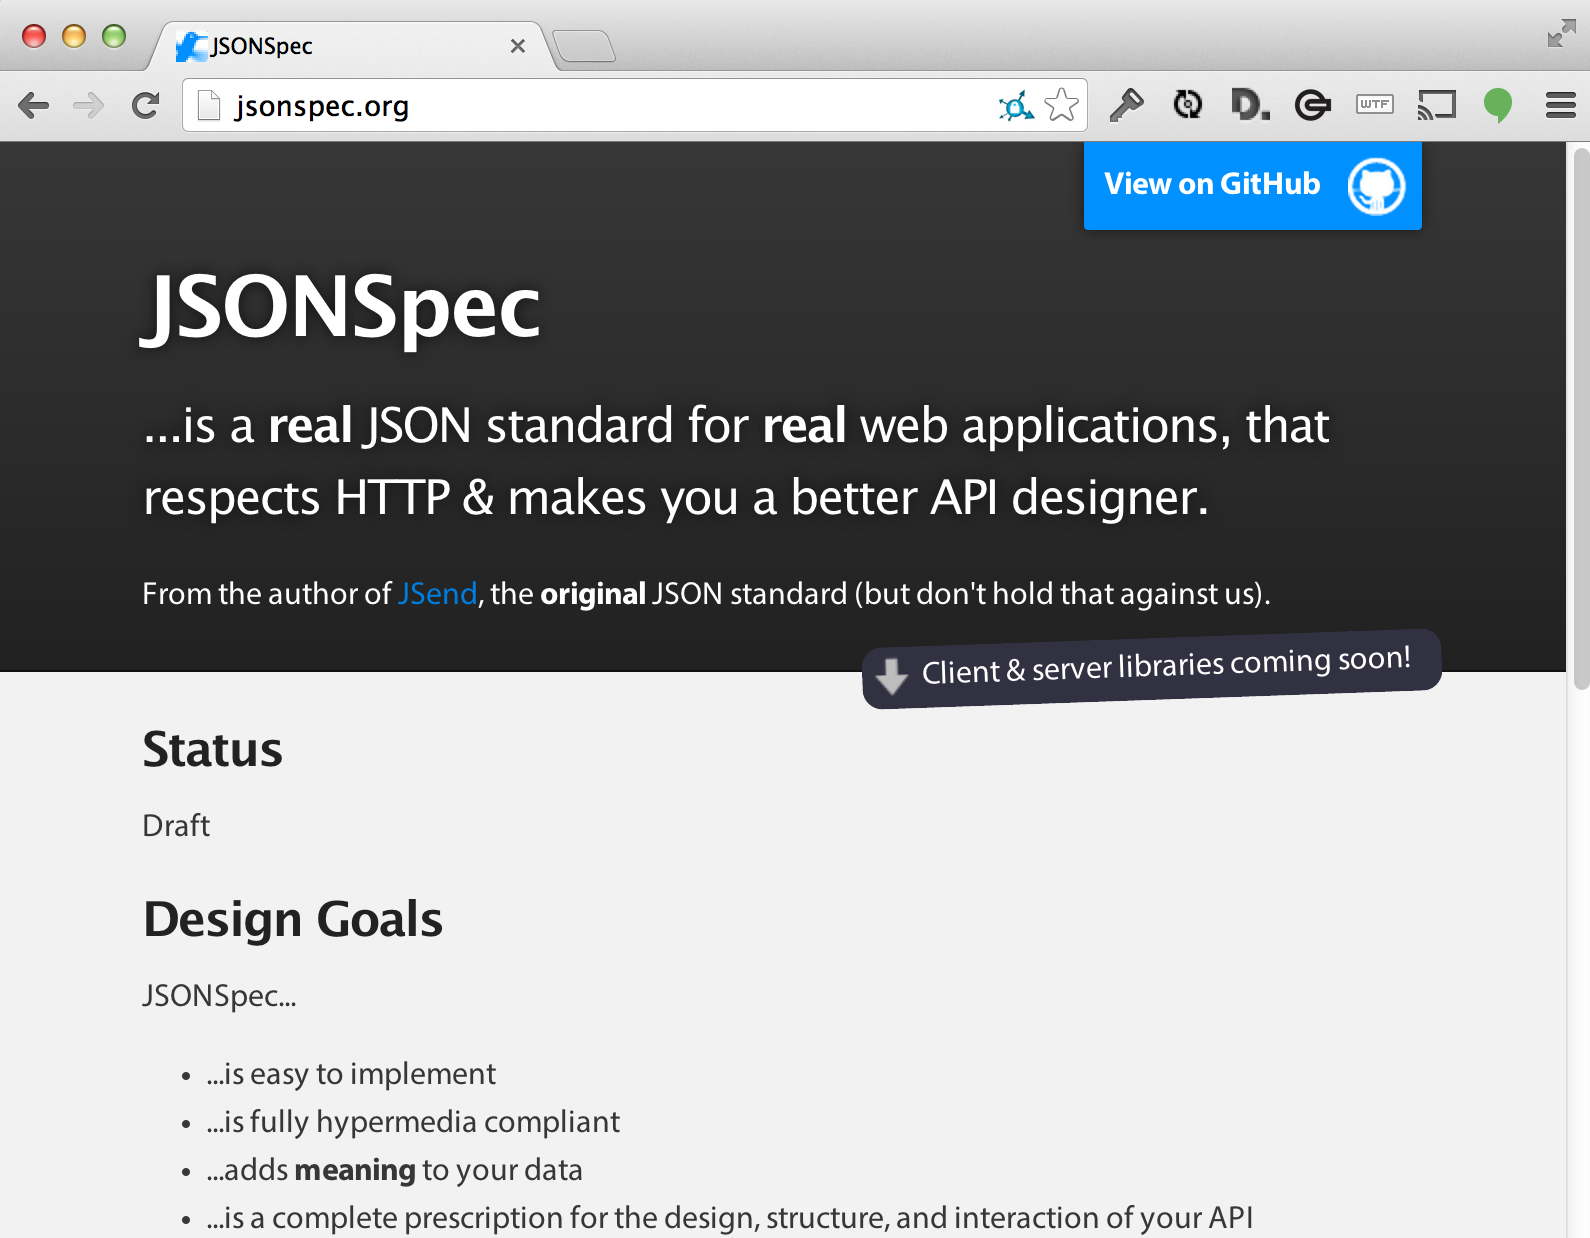 JSONSpec
jsonspec.org
WTF
View on GitHub
JSONSpec
...is a real JSON standard for real web applications, that
respects HTTP & makes you a better API designer.
From the author of JSend, the original JSON standard (but don't hold that against us).
Client & server libraries coming soon!
Status
Draft
Design Goals
JSONSpec...
• ...is easy to implement
• ...is fully hypermedia compliant
• ...adds meaning to your data
• ...is a complete prescription for the design, structure, and interaction of your API